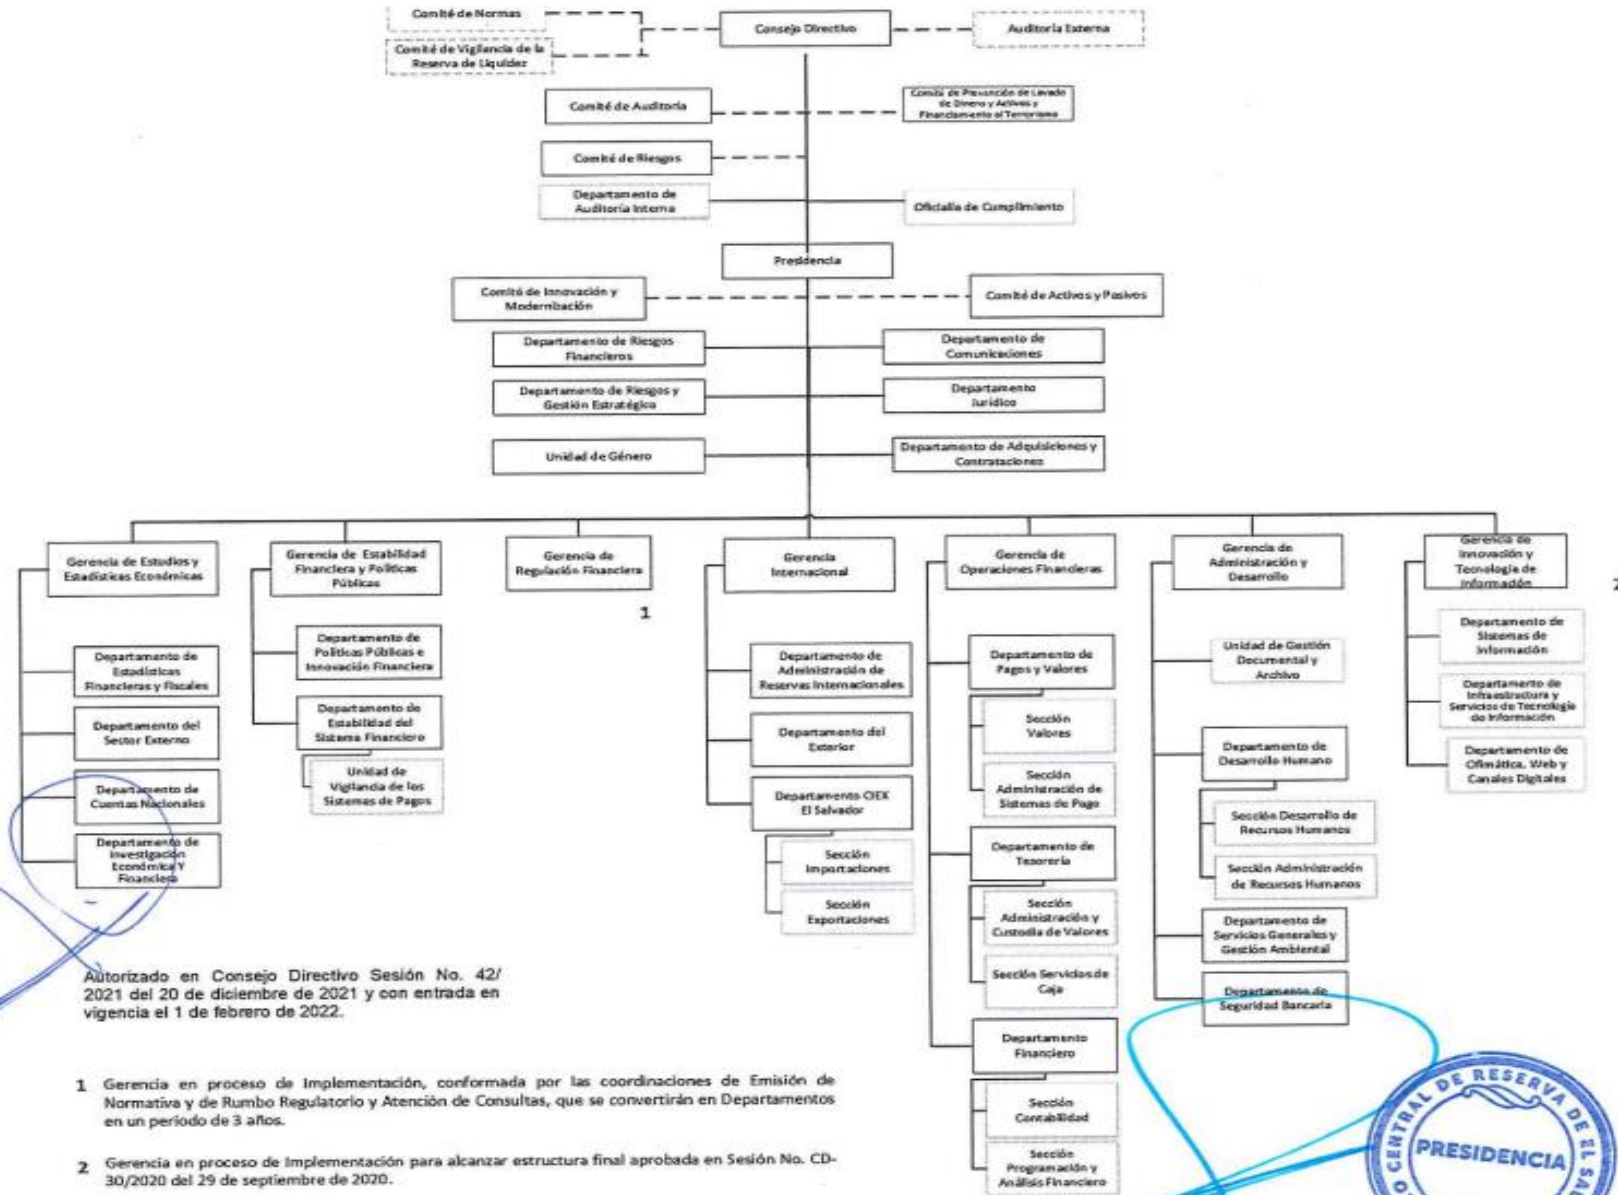 Comité de Normas
Consejo Directivo
Auditoría Externa
Comité de Vigilancia de la
Reserva de Liquidez
Comité de Auditoría
Comité de Prevención de Lavado
de Dinero y Activos y
Financiamiento al Terrorismo
Comité de Riesgos
Departamento de
Auditoría Interna
Oficialía de Cumplimiento
Presidencia
Comité de Innovación y
Modernización
Comité de Activos y Pasivos
Departamento de Riesgos
Financieros
Departamento de
Comunicaciones
Departamento de Riesgos y
Gestión Estratégica
Departamento
Jurídico
Unidad de Género
Departamento de Adquisiciones y
Contrataciones
Gerencia de Estudios y
Estadísticas Económicas
Departamento de
Estadísticas
Financieras y Fiscales
Departamento del
Sector Externo
Departamento de
Cuentas Nacionales
Departamento de
Investigación
Económica Y
Financiera
Gerencia de Estabilidad
Financiera y Políticas
Públicas
Departamento de
Políticas Públicas e
Innovación Financiera
Departamento de
Estabilidad del
Sistema Financiero
Unidad de
Vigilancia de los
Sistemas de Pagos
Gerencia de
Regulación Financiera
1
Gerencia
Internacional
Departamento de
Administración de
Reservas Internacionales
Departamento del
Exterior
Departamento CIEX
El Salvador
Sección
Importaciones
Sección
Exportaciones
Gerencia de
Operaciones Financieras
Departamento de
Pagos y Valores
Sección
Valores
Sección
Administración de
Sistemas de Pago
Departamento de
Tesorería
Sección
Administración y
Custodia de Valores
Sección Servicios de
Caja
Departamento
Financiero
Sección
Contabilidad
Sección
Programación y
Análisis Financiero
Gerencia de
Administración y
Desarrollo
Unidad de Gestión
Documental y
Archivo
Departamento de
Desarrollo Humano
Sección Desarrollo de
Recursos Humanos
Sección Administración
de Recursos Humanos
Departamento de
Servicios Generales y
Gestión Ambiental
Departamento de
Seguridad Bancaria
Gerencia de
Innovación y
Tecnología de
Información
2
Departamento de
Sistemas de
Información
Departamento de
Infraestructura y
Servicios de Tecnología
de Información
Departamento de
Ofimática, Web y
Canales Digitales
Autorizado en Consejo Directivo Sesión No. 42/
2021 del 20 de diciembre de 2021 y con entrada en
vigencia el 1 de febrero de 2022.
1 Gerencia en proceso de Implementación, conformada por las coordinaciones de Emisión de
Normativa y de Rumbo Regulatorio y Atención de Consultas, que se convertirán en Departamentos
en un periodo de 3 años.
2 Gerencia en proceso de Implementación para alcanzar estructura final aprobada en Sesión No. CD-
30/2020 del 29 de septiembre de 2020.
CENTRAL DE RESERVA DE EL
PRESIDENCIA